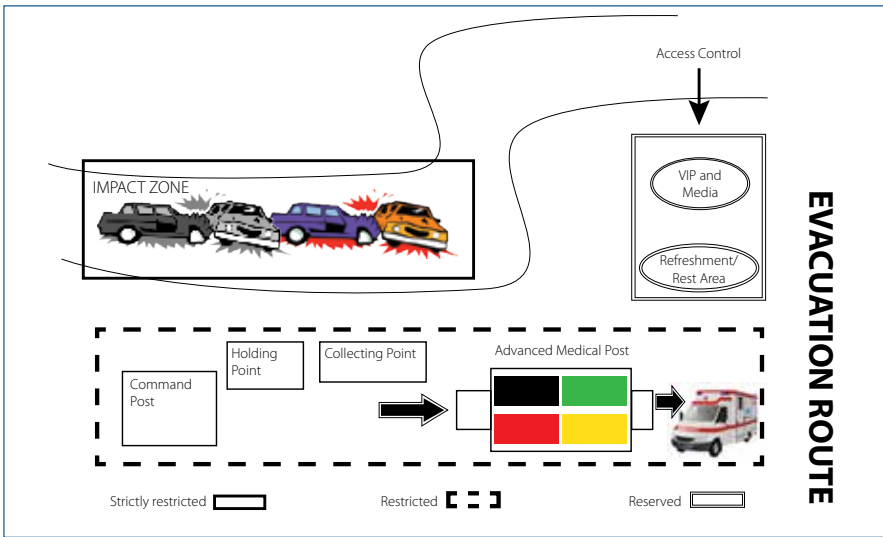 Access Control
IMPACT ZONE
VIP and
Media
Refreshment/
Rest Area
EVACUATION ROUTE
Holding
Point
Collecting Point
Advanced Medical Post
Command
Post
Strictly restricted
Restricted
Reserved